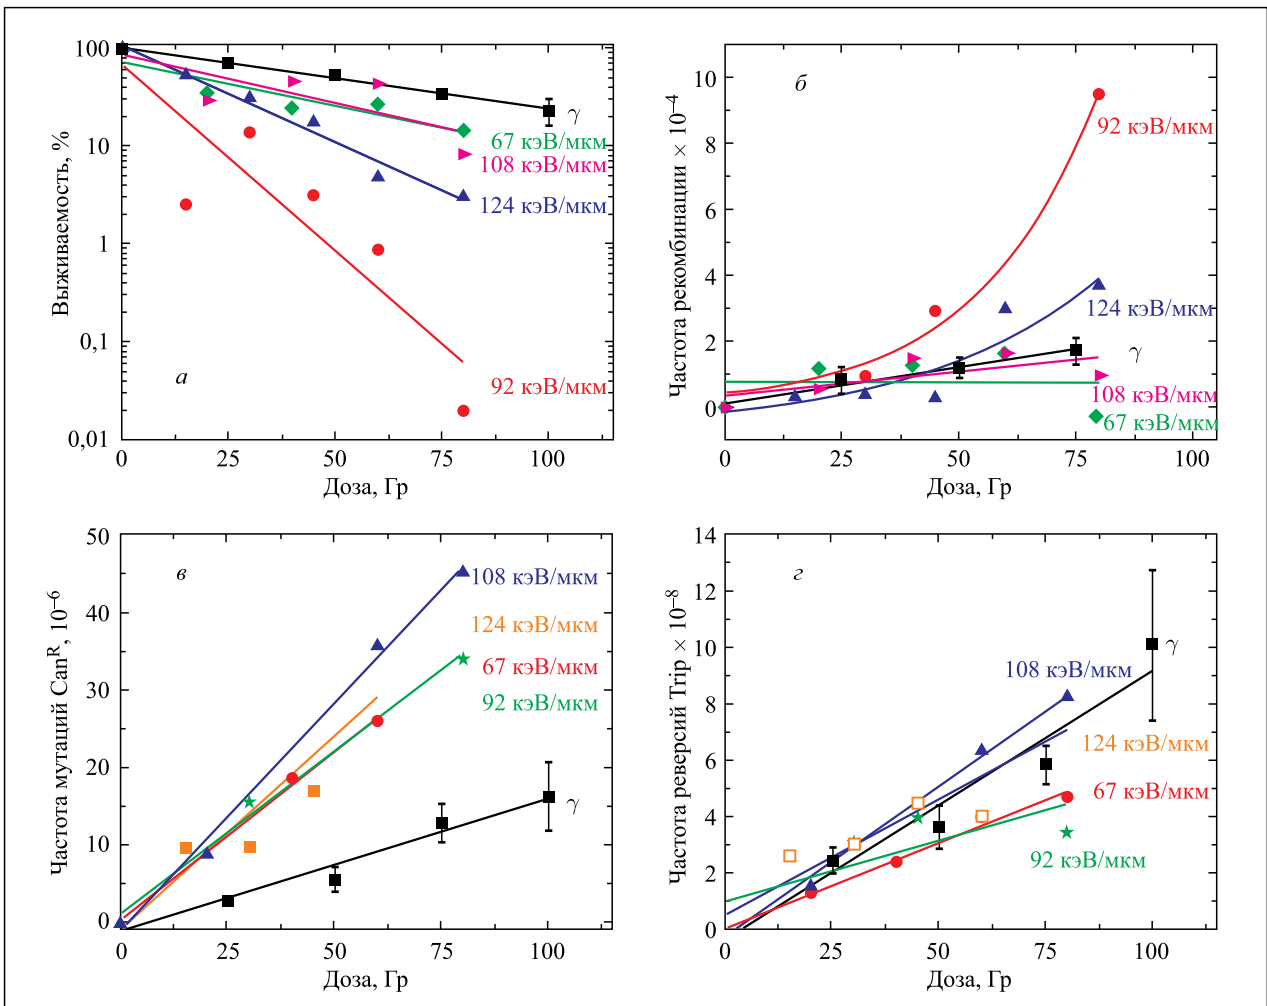 а
Выживаемость, %
100
10
1
0,1
0,01
γ
67 кэВ/мкм
108 кэВ/мкм
124 кэВ/мкм
92 кэВ/мкм
0 25 50 75 100
Доза, Гр
б
Частота рекомбинации × 10⁻⁴
10
8
6
4
2
0
92 кэВ/мкм
124 кэВ/мкм
γ
108 кэВ/мкм
67 кэВ/мкм
0 25 50 75 100
Доза, Гр
в
Частота мутаций Canᴿ, 10⁻⁶
50
40
30
20
10
0
108 кэВ/мкм
124 кэВ/мкм
67 кэВ/мкм
92 кэВ/мкм
γ
0 25 50 75 100
Доза, Гр
г
Частота реверсий Trip × 10⁻⁸
14
12
10
8
6
4
2
0
γ
108 кэВ/мкм
124 кэВ/мкм
67 кэВ/мкм
92 кэВ/мкм
0 25 50 75 100
Доза, Гр